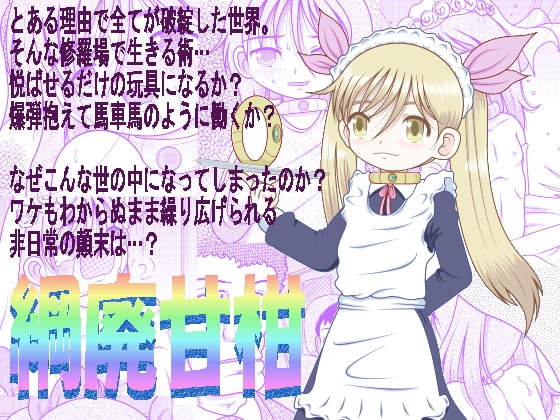 とある理由で全てが破綻した世界。
そんな修羅場で生きる術…
悦ばせるだけの玩具になるか？
爆弾抱えて馬車馬のように働くか？
なぜこんな世の中になってしまったのか？
ワケもわからぬまま繰り広げられる
非日常の顛末は…？
綱廃甘柑